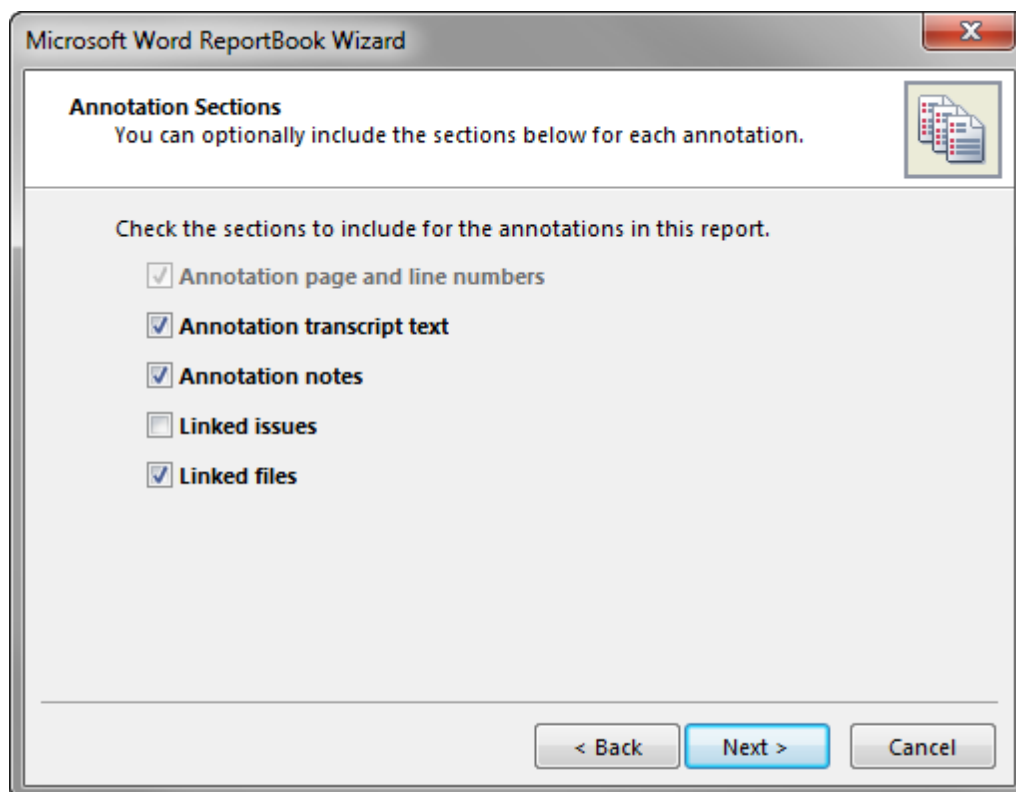 Microsoft Word ReportBook Wizard
Annotation Sections
You can optionally include the sections below for each annotation.
Check the sections to include for the annotations in this report.
Annotation page and line numbers
Annotation transcript text
Annotation notes
Linked issues
Linked files
< Back Next > Cancel